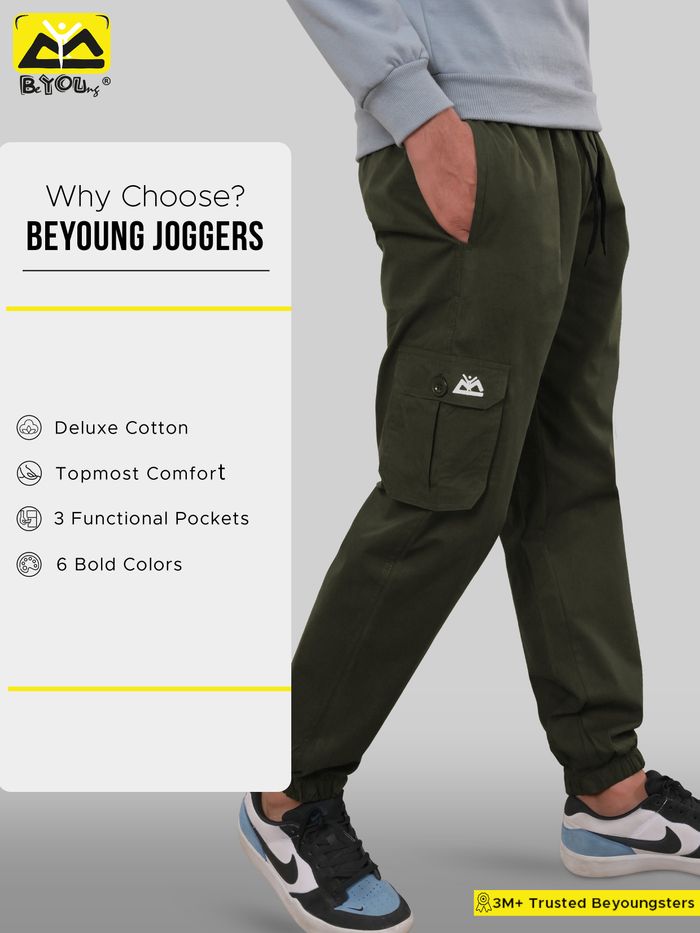 BeYOUng®
Why Choose?
BEYOUNG JOGGERS
Deluxe Cotton
Topmost Comfort
3 Functional Pockets
6 Bold Colors
3M+ Trusted Beyoungsters